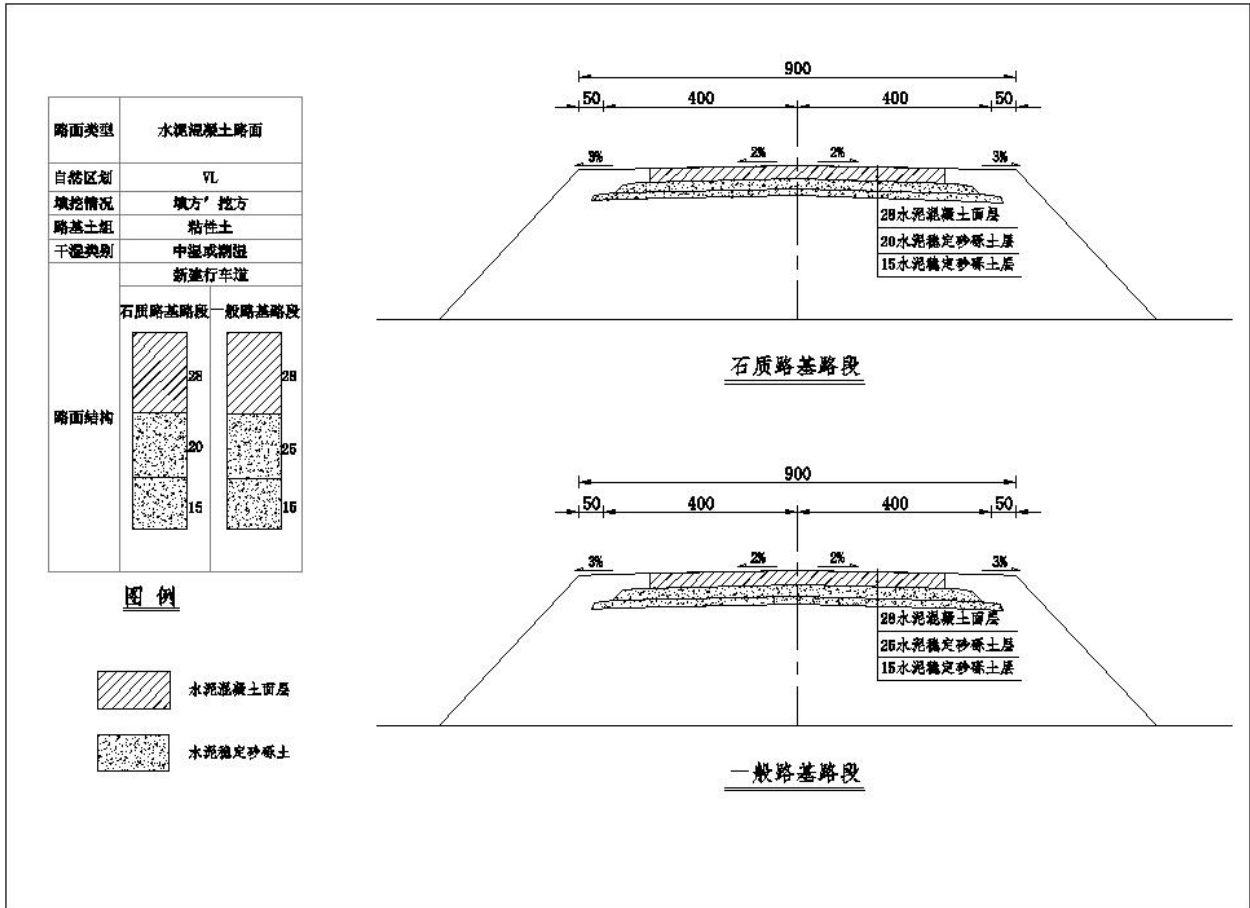 路面类型 水泥混凝土路面
自然区划 VL
填挖情况 填方' 挖方
路基土组 粘性土
干湿类别 中湿或潮湿
新建行车道
石质路基路段 一般路基路段
28 28
路面结构
20 25
15 15
图 例
水泥混凝土面层
水泥稳定砂砾土
900
50 400 400 50
3% 2% 2% 3%
28水泥混凝土面层
20水泥稳定砂砾土层
15水泥稳定砂砾土层
石质路基路段
900
50 400 400 50
3% 2% 2% 3%
28水泥混凝土面层
25水泥稳定砂砾土层
15水泥稳定砂砾土层
一般路基路段